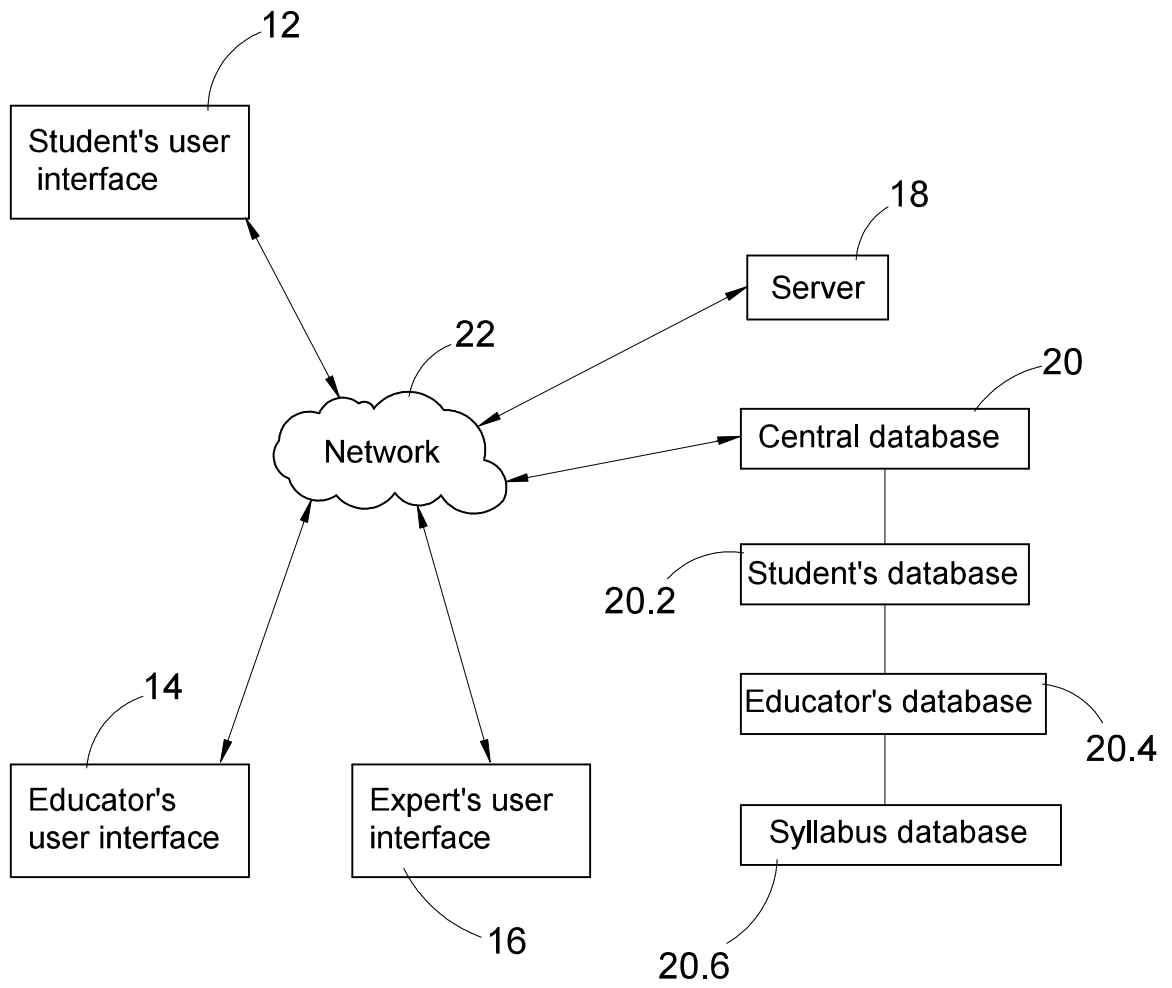 12
Student's user
interface
18
Server
22
Network
20
Central database
20.2
Student's database
14
Educator's database
20.4
Educator's
user interface
Expert's user
interface
Syllabus database
16
20.6